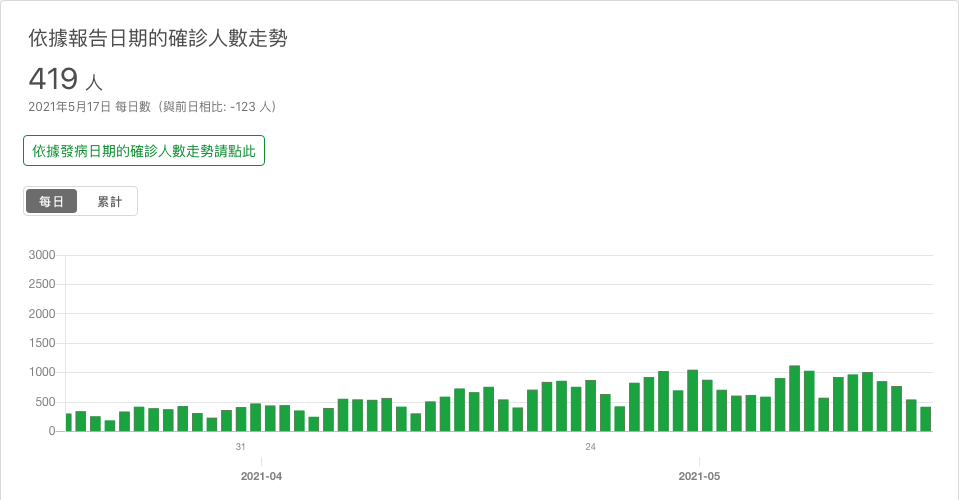 依據報告日期的確診人數走勢
419 人
2021年5月17日 每日數（與前日相比: -123 人）
依據發病日期的確診人數走勢請點此
每日 累計
3000
2500
2000
1500
1000
500
0
31 24
2021-04 2021-05